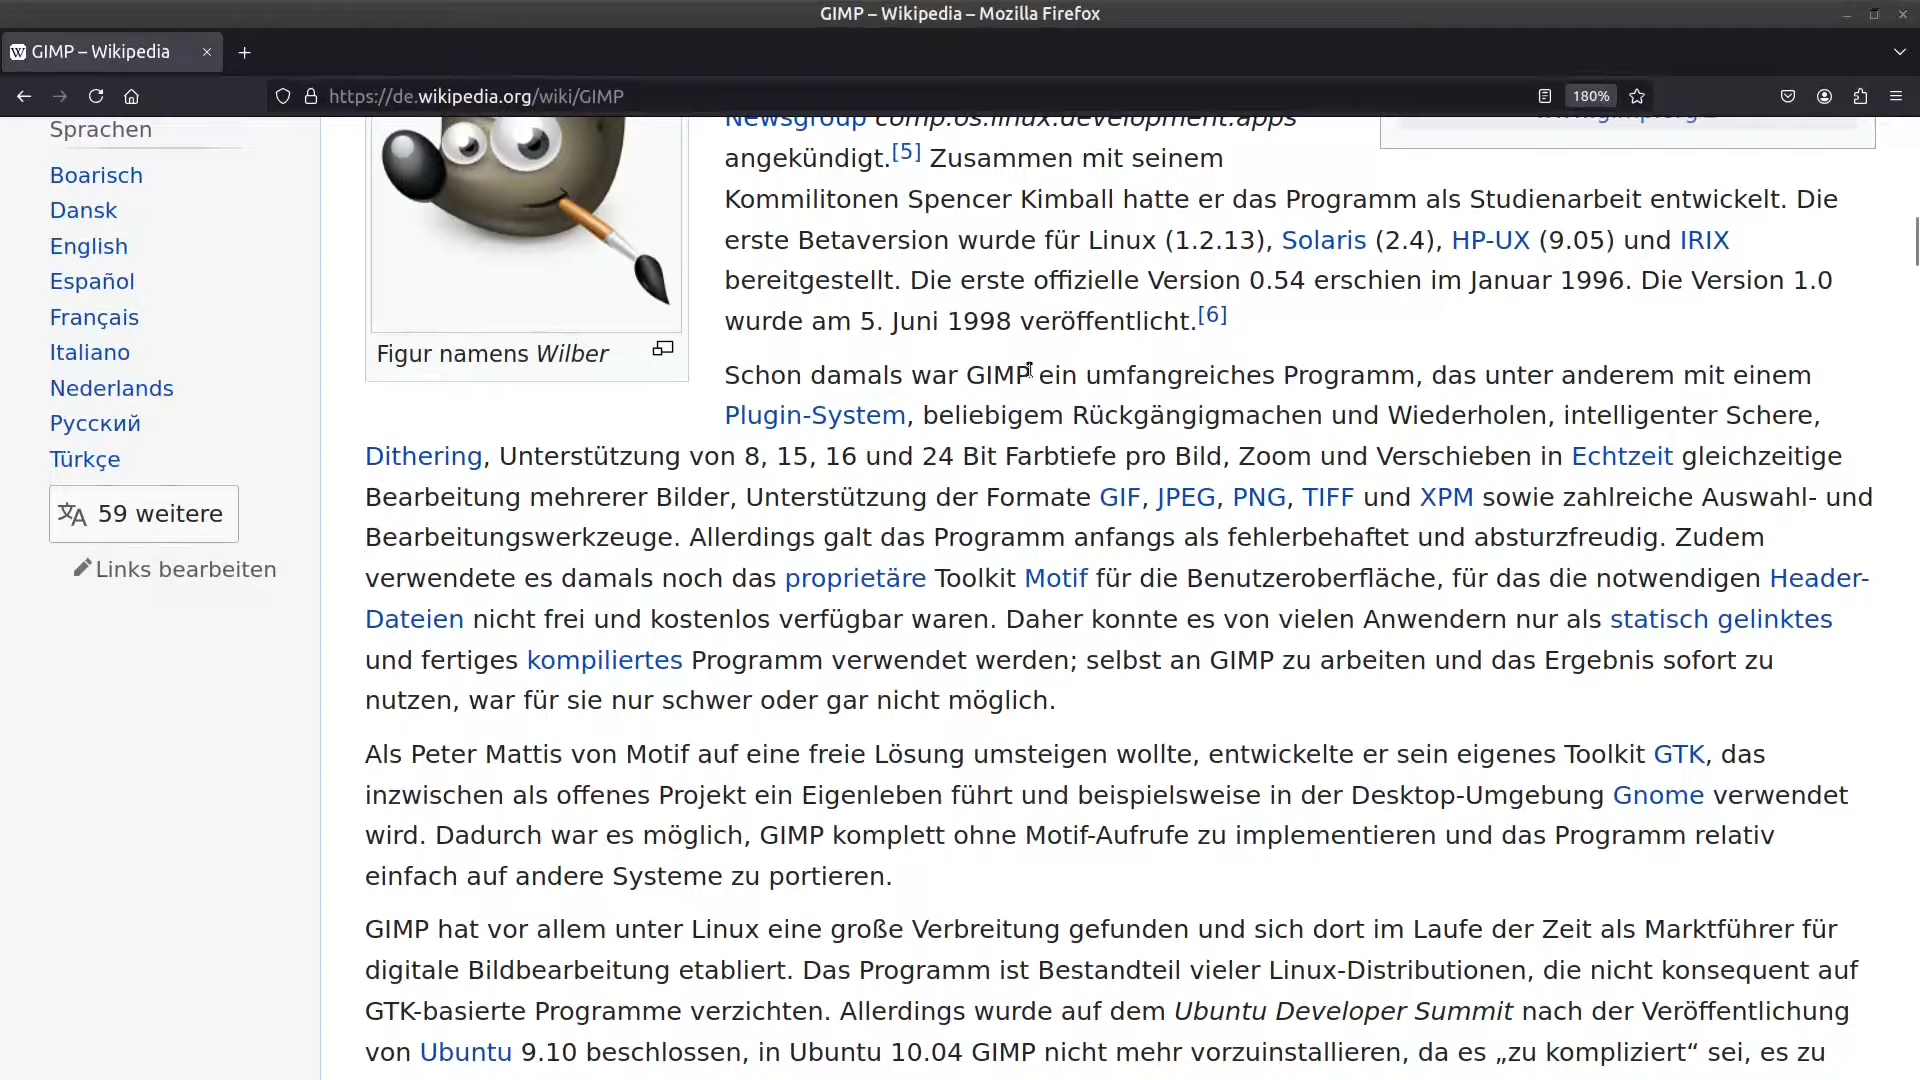 GIMP – Wikipedia – Mozilla Firefox
GIMP – Wikipedia
https://de.wikipedia.org/wiki/GIMP
180%
Sprachen
Boarisch
Dansk
English
Español
Français
Italiano
Nederlands
Русский
Türkçe
59 weitere
Links bearbeiten
Figur namens Wilber
Newsgroup comp.os.linux.development.apps
www.gimp.org
angekündigt.[5] Zusammen mit seinem
Kommilitonen Spencer Kimball hatte er das Programm als Studienarbeit entwickelt. Die
erste Betaversion wurde für Linux (1.2.13), Solaris (2.4), HP-UX (9.05) und IRIX
bereitgestellt. Die erste offizielle Version 0.54 erschien im Januar 1996. Die Version 1.0
wurde am 5. Juni 1998 veröffentlicht.[6]
Schon damals war GIMP ein umfangreiches Programm, das unter anderem mit einem
Plugin-System, beliebigem Rückgängigmachen und Wiederholen, intelligenter Schere,
Dithering, Unterstützung von 8, 15, 16 und 24 Bit Farbtiefe pro Bild, Zoom und Verschieben in Echtzeit gleichzeitige
Bearbeitung mehrerer Bilder, Unterstützung der Formate GIF, JPEG, PNG, TIFF und XPM sowie zahlreiche Auswahl- und
Bearbeitungswerkzeuge. Allerdings galt das Programm anfangs als fehlerbehaftet und absturzfreudig. Zudem
verwendete es damals noch das proprietäre Toolkit Motif für die Benutzeroberfläche, für das die notwendigen Header-
Dateien nicht frei und kostenlos verfügbar waren. Daher konnte es von vielen Anwendern nur als statisch gelinktes
und fertiges kompiliertes Programm verwendet werden; selbst an GIMP zu arbeiten und das Ergebnis sofort zu
nutzen, war für sie nur schwer oder gar nicht möglich.
Als Peter Mattis von Motif auf eine freie Lösung umsteigen wollte, entwickelte er sein eigenes Toolkit GTK, das
inzwischen als offenes Projekt ein Eigenleben führt und beispielsweise in der Desktop-Umgebung Gnome verwendet
wird. Dadurch war es möglich, GIMP komplett ohne Motif-Aufrufe zu implementieren und das Programm relativ
einfach auf andere Systeme zu portieren.
GIMP hat vor allem unter Linux eine große Verbreitung gefunden und sich dort im Laufe der Zeit als Marktführer für
digitale Bildbearbeitung etabliert. Das Programm ist Bestandteil vieler Linux-Distributionen, die nicht konsequent auf
GTK-basierte Programme verzichten. Allerdings wurde auf dem Ubuntu Developer Summit nach der Veröffentlichung
von Ubuntu 9.10 beschlossen, in Ubuntu 10.04 GIMP nicht mehr vorzuinstallieren, da es „zu kompliziert“ sei, es zu